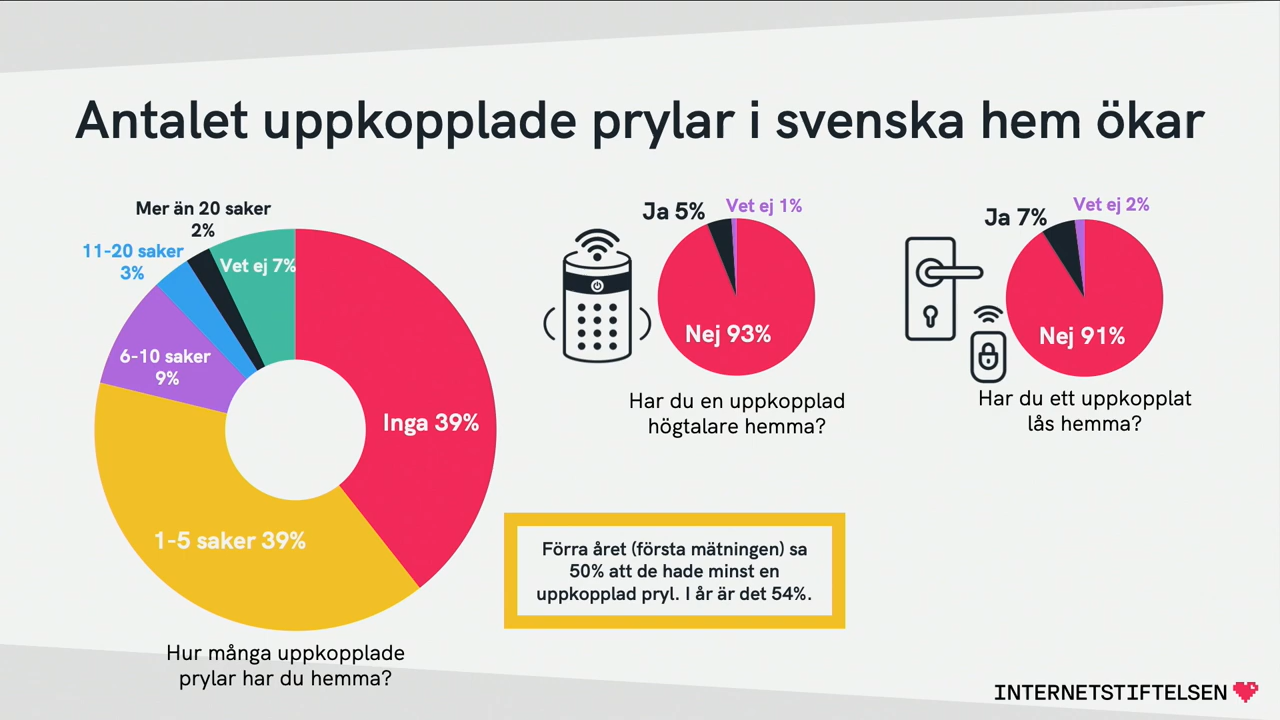 Antalet uppkopplade prylar i svenska hem ökar
Mer än 20 saker
2%
11-20 saker
3%
Vet ej 7%
6-10 saker
9%
Inga 39%
1-5 saker 39%
Hur många uppkopplade
prylar har du hemma?
Ja 5%
Vet ej 1%
Nej 93%
Har du en uppkopplad
högtalare hemma?
Ja 7%
Vet ej 2%
Nej 91%
Har du ett uppkopplat
lås hemma?
Förra året (första mätningen) sa
50% att de hade minst en
uppkopplad pryl. I år är det 54%.
INTERNETSTIFTELSEN